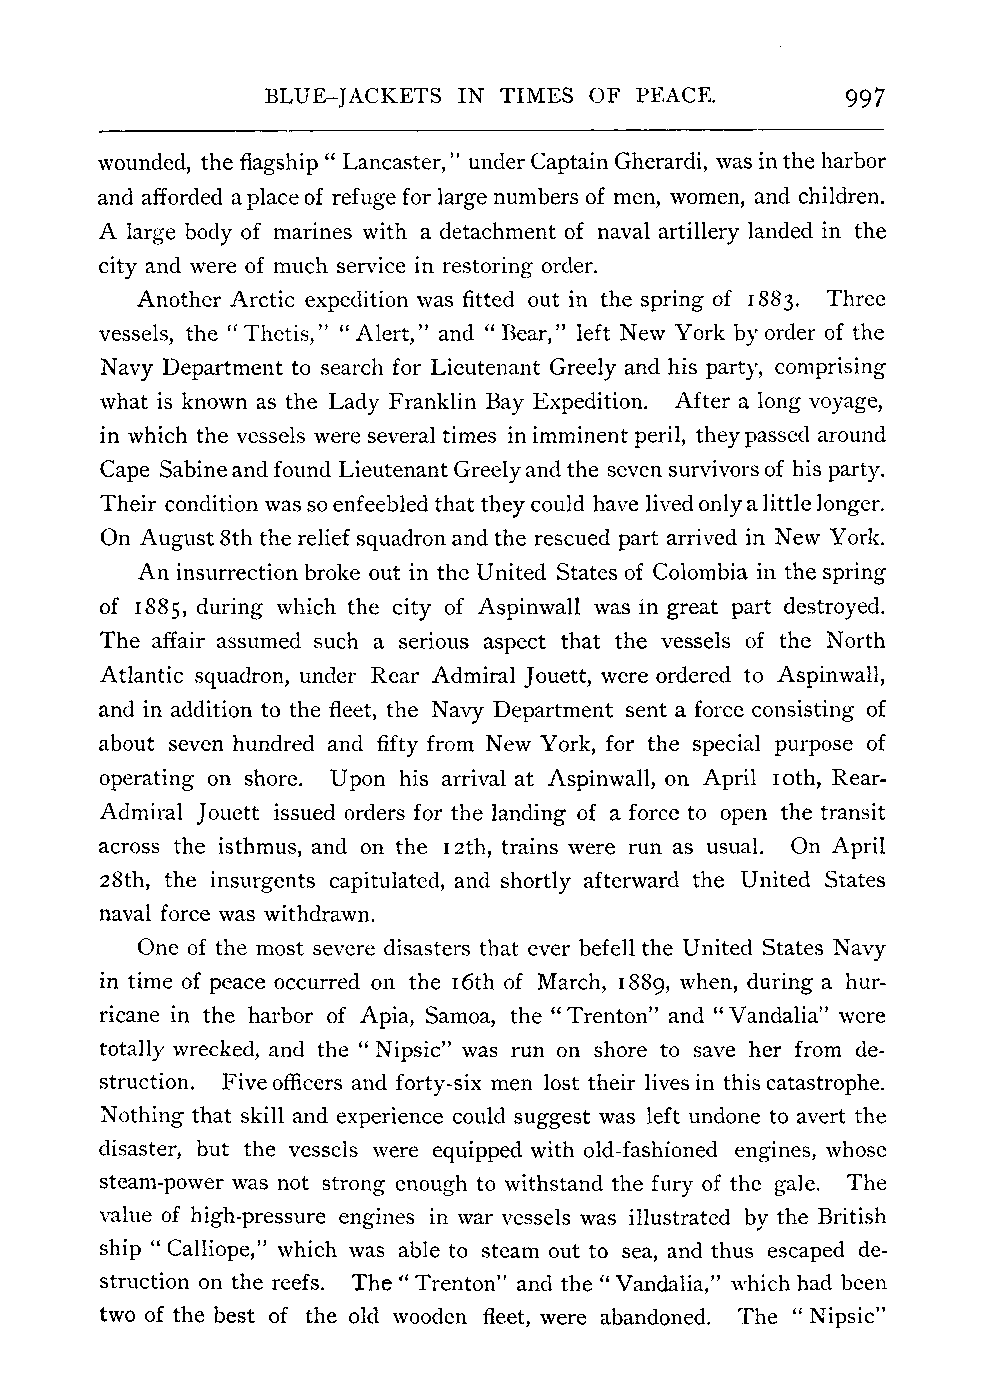 BLUE-JACKETS IN TIMES OF PEACE. 997
wounded, the flagship " Lancaster," under Captain Gherardi, was in the harbor
and afforded a place of refuge for large numbers of men, women, and children.
A large body of marines with a detachment of naval artillery landed in the
city and were of much service in restoring order.
Another Arctic expedition was fitted out in the spring of 1883. Three
vessels, the " Thetis," " Alert," and " Bear," left New York by order of the
Navy Department to search for Lieutenant Greely and his party, comprising
what is known as the Lady Franklin Bay Expedition. After a long voyage,
in which the vessels were several times in imminent peril, they passed around
Cape Sabine and found Lieutenant Greely and the seven survivors of his party.
Their condition was so enfeebled that they could have lived only a little longer.
On August 8th the relief squadron and the rescued part arrived in New York.
An insurrection broke out in the United States of Colombia in the spring
of 1885, during which the city of Aspinwall was in great part destroyed.
The affair assumed such a serious aspect that the vessels of the North
Atlantic squadron, under Rear Admiral Jouett, were ordered to Aspinwall,
and in addition to the fleet, the Navy Department sent a force consisting of
about seven hundred and fifty from New York, for the special purpose of
operating on shore. Upon his arrival at Aspinwall, on April 10th, Rear-
Admiral Jouett issued orders for the landing of a force to open the transit
across the isthmus, and on the 12th, trains were run as usual. On April
28th, the insurgents capitulated, and shortly afterward the United States
naval force was withdrawn.
One of the most severe disasters that ever befell the United States Navy
in time of peace occurred on the 16th of March, 1889, when, during a hur-
ricane in the harbor of Apia, Samoa, the " Trenton" and " Vandalia" were
totally wrecked, and the " Nipsic" was run on shore to save her from de-
struction. Five officers and forty-six men lost their lives in this catastrophe.
Nothing that skill and experience could suggest was left undone to avert the
disaster, but the vessels were equipped with old-fashioned engines, whose
steam-power was not strong enough to withstand the fury of the gale. The
value of high-pressure engines in war vessels was illustrated by the British
ship " Calliope," which was able to steam out to sea, and thus escaped de-
struction on the reefs. The " Trenton" and the " Vandalia," which had been
two of the best of the old wooden fleet, were abandoned. The " Nipsic"